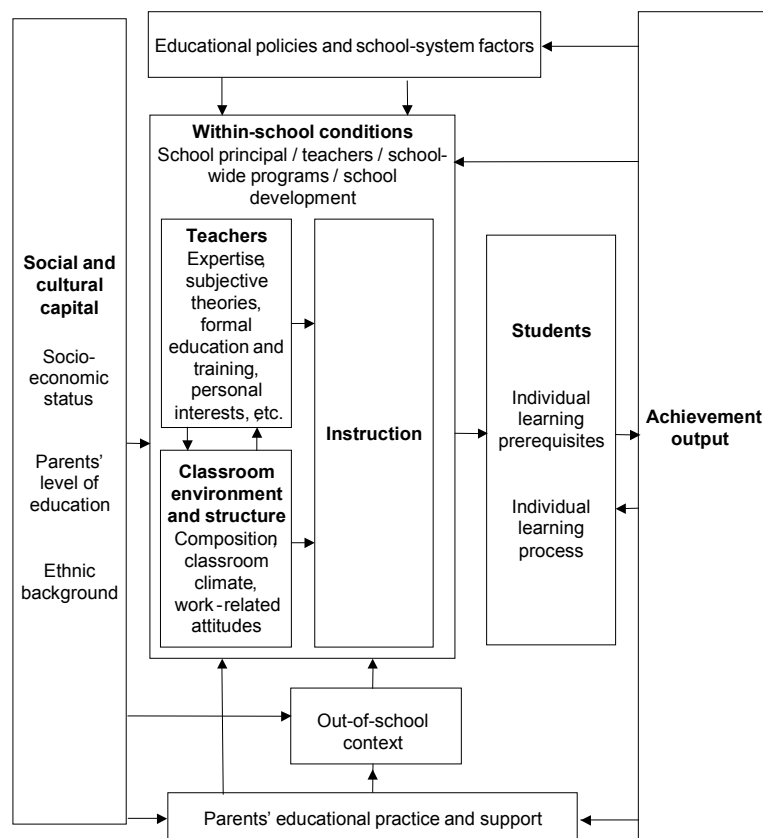 Educational policies and school-system factors
Within-school conditions
School principal / teachers / school-
wide programs / school
development
Social and
cultural
capital
Socio-
economic
status
Parents'
level of
education
Ethnic
background
Teachers
Expertise,
subjective
theories,
formal
education and
training,
personal
interests, etc.
Classroom
environment
and structure
Composition,
classroom
climate,
work-related
attitudes
Instruction
Students
Individual
learning
prerequisites
Individual
learning
process
Achievement
output
Out-of-school
context
Parents' educational practice and support